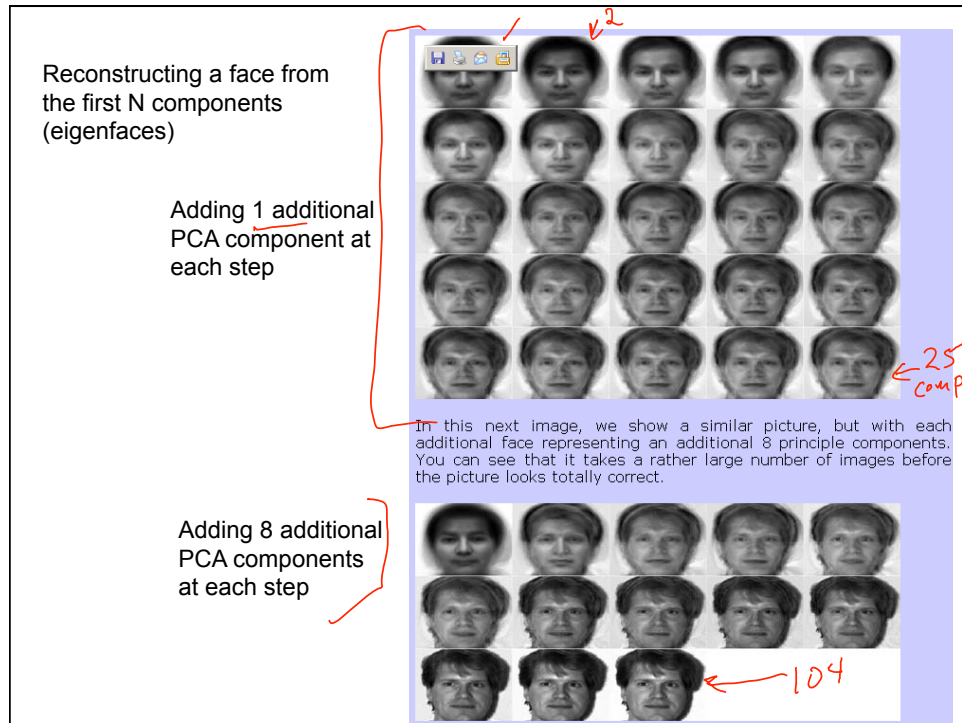 Reconstructing a face from
the first N components
(eigenfaces)
2
Adding 1 additional
PCA component at
each step
25
comp
In this next image, we show a similar picture, but with each
additional face representing an additional 8 principle components.
You can see that it takes a rather large number of images before
the picture looks totally correct.
Adding 8 additional
PCA components
at each step
104